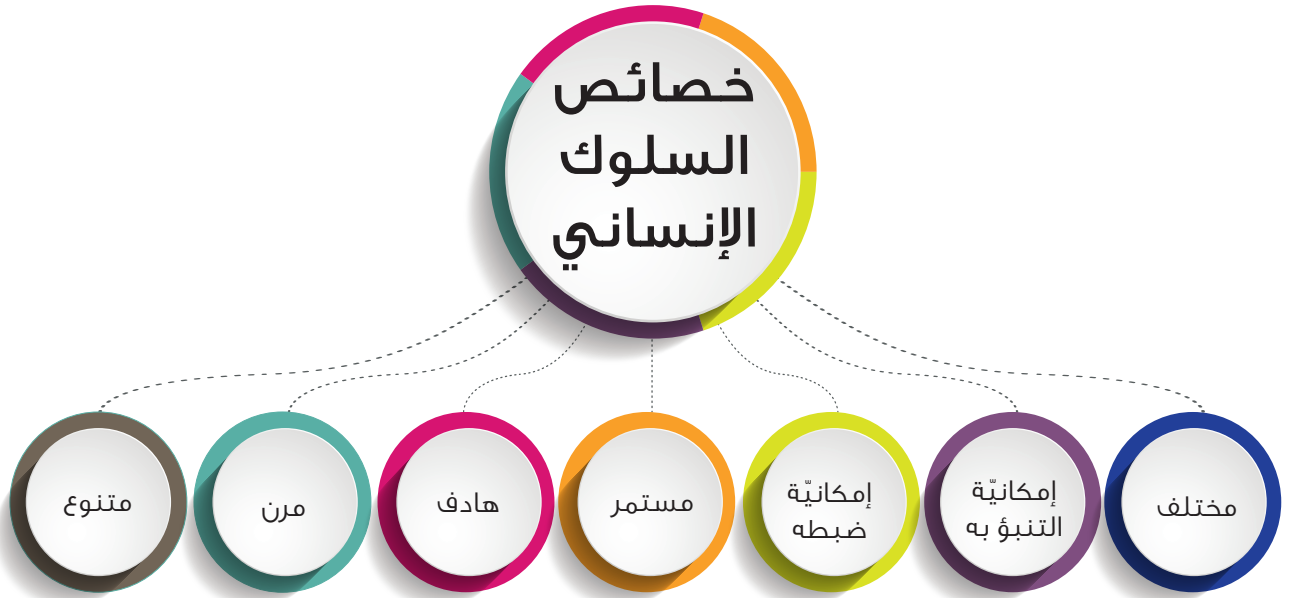 خصائص
السلوك
الإنساني
مختلف
إمكانيّة
التنبؤ به
إمكانيّة
ضبطه
مستمر
هادف
مرن
متنوع